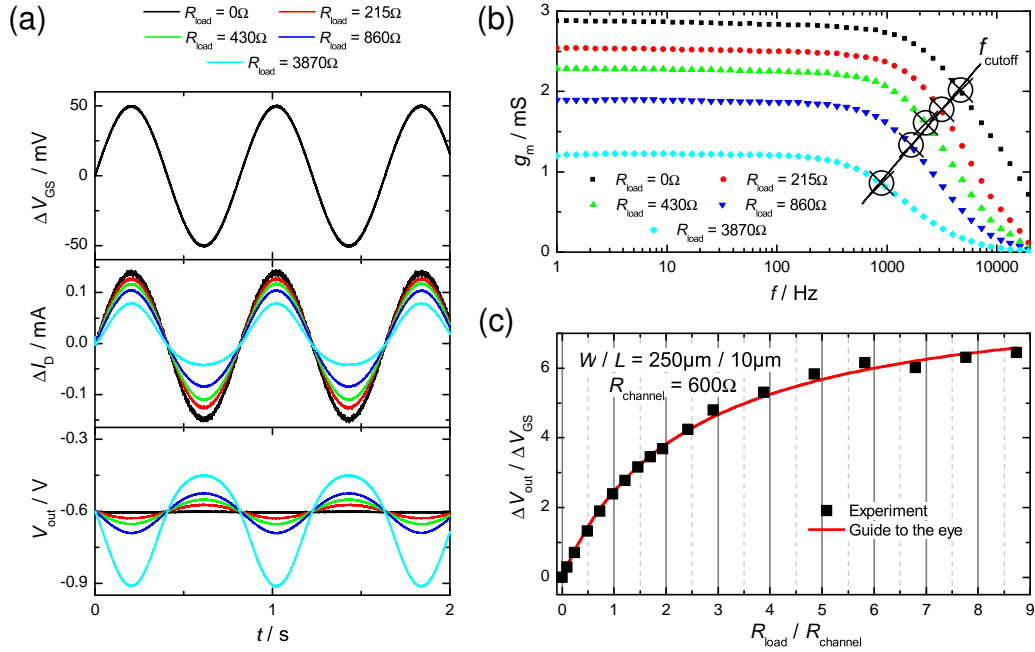 (a)
R_load = 0Ω R_load = 215Ω
R_load = 430Ω R_load = 860Ω
R_load = 3870Ω
50
0
-50
ΔV_GS / mV
0.1
0.0
-0.1
ΔI_D / mA
-0.3
-0.6
-0.9
V_out / V
0 1 2
t / s
(b)
3
2
1
0
g_m / mS
f_cutoff
R_load = 0Ω R_load = 215Ω
R_load = 430Ω R_load = 860Ω
R_load = 3870Ω
1 10 100 1000 10000
f / Hz
(c)
W / L = 250µm / 10µm
R_channel = 600Ω
6
4
2
0
ΔV_out / ΔV_GS
Experiment
Guide to the eye
0 1 2 3 4 5 6 7 8 9
R_load / R_channel